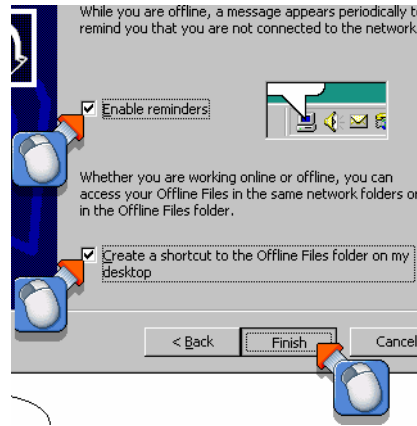 While you are offline, a message appears periodically to
remind you that you are not connected to the network
Enable reminders
Whether you are working online or offline, you can
access your Offline Files in the same network folders or
in the Offline Files folder.
Create a shortcut to the Offline Files folder on my
desktop
< Back Finish Cancel